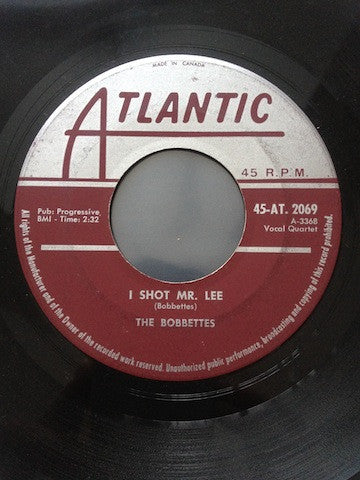 MADE IN CANADA
ATLANTIC
45 R.P.M.
Pub: Progressive,
BMI - Time: 2:32
45-AT. 2069
A-3368
Vocal Quartet
I SHOT MR. LEE
(Bobbettes)
THE BOBBETTES
All rights of the Manufacturer and of the Owner of the recorded work reserved. Unauthorized public performance, broadcasting and copying of this record prohibited.